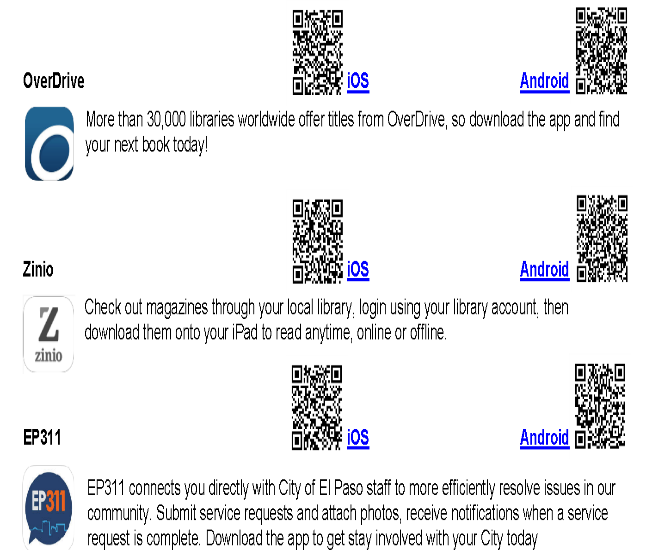 OverDrive iOS Android
More than 30,000 libraries worldwide offer titles from OverDrive, so download the app and find
your next book today!
Zinio iOS Android
Check out magazines through your local library, login using your library account, then
Z
download them onto your iPad to read anytime, online or offline.
zinio
EP311 iOS Android
EP311 connects you directly with City of El Paso staff to more efficiently resolve issues in our
EP311
community. Submit service requests and attach photos, receive notifications when a service
request is complete. Download the app to get stay involved with your City today